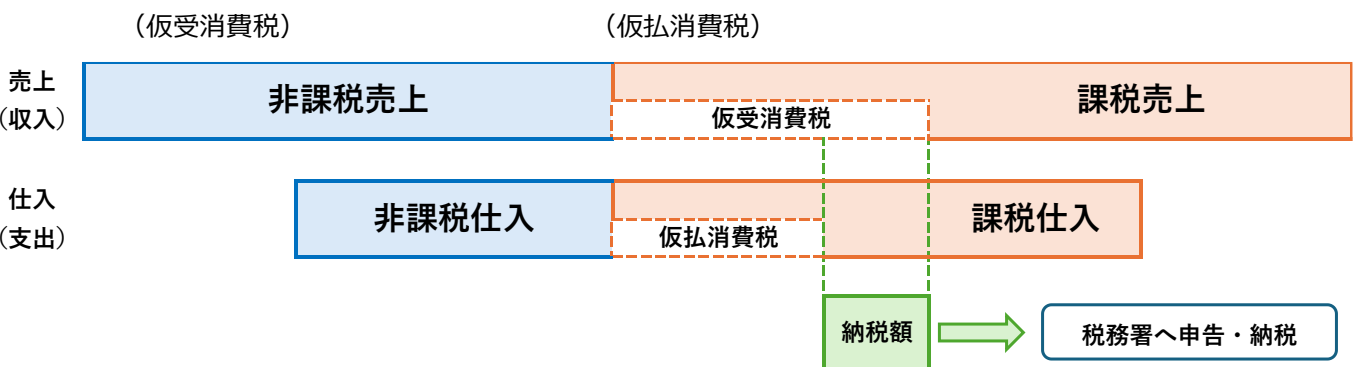 （仮受消費税） （仮払消費税）
売上
（収入）
非課税売上
仮受消費税
課税売上
仕入
（支出）
非課税仕入
仮払消費税
課税仕入
納税額
税務署へ申告・納税